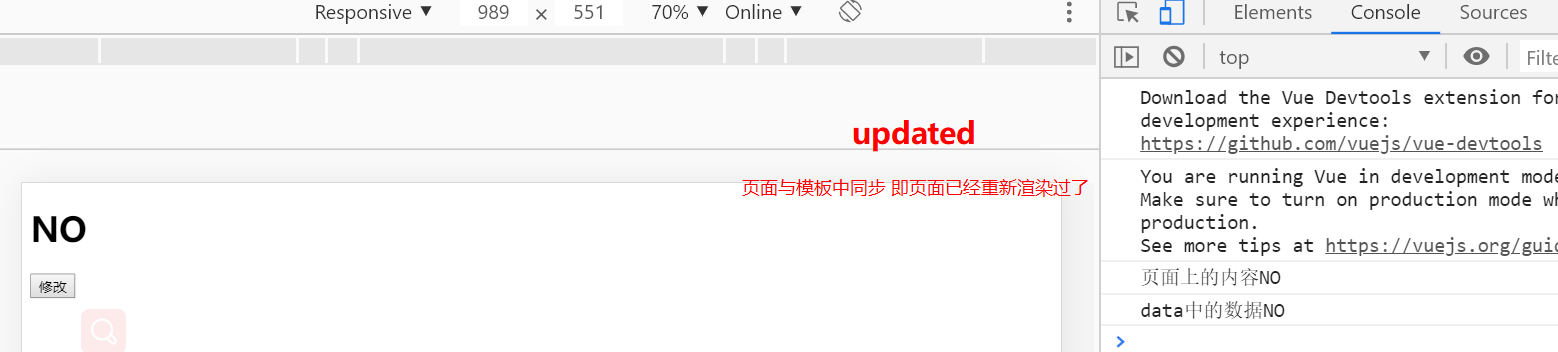 Responsive ▼ 989 × 551 70% ▼ Online ▼
Elements Console Sources
top ▼ Filte
Download the Vue Devtools extension for
development experience:
https://github.com/vuejs/vue-devtools
You are running Vue in development mode
Make sure to turn on production mode wh
production.
See more tips at https://vuejs.org/guid
页面上的内容NO
data中的数据NO
updated
页面与模板中同步 即页面已经重新渲染过了
NO
修改